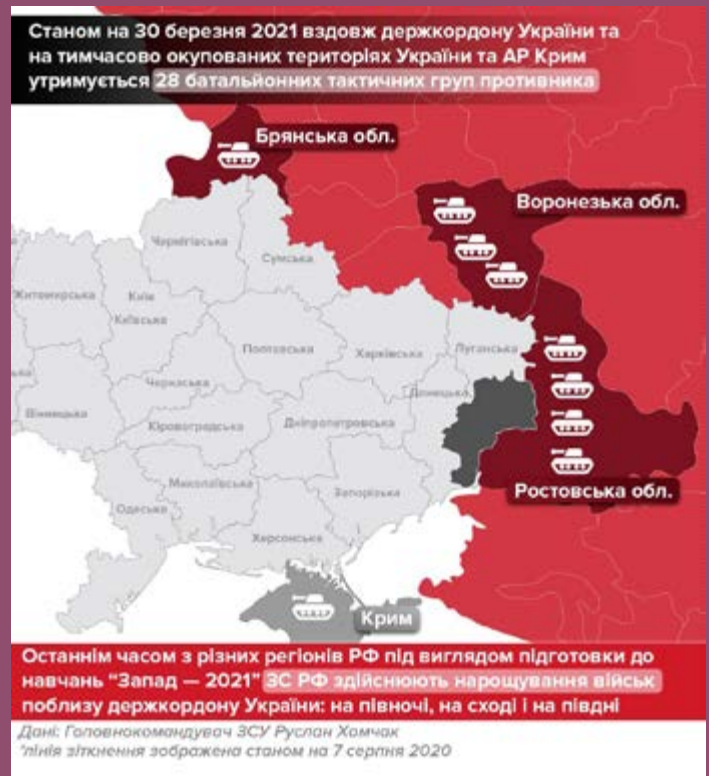 Станом на 30 березня 2021 вздовж держкордону України та
на тимчасово окупованих територіях України та АР Крим
утримується 28 батальйонних тактичних груп противника
Брянська обл.
Воронезька обл.
Чернігівська
Сумська
Житомирська
Київ
Київська
Полтовська
Харківська
Луганська
Черкаська
Донецька
Вінницька
Кіровоградська
Дніпропетровська
Миколаївська
Запорізька
Ростовська обл.
Одеська
Херсонська
Крим
Останнім часом з різних регіонів РФ під виглядом підготовки до
навчань "Запад — 2021" ЗС РФ здійснюють нарощування військ
поблизу держкордону України: на півночі, на сході і на півдні
Дані: Головнокомандувач ЗСУ Руслан Хомчак
*лінія зіткнення зображена станом на 7 серпня 2020